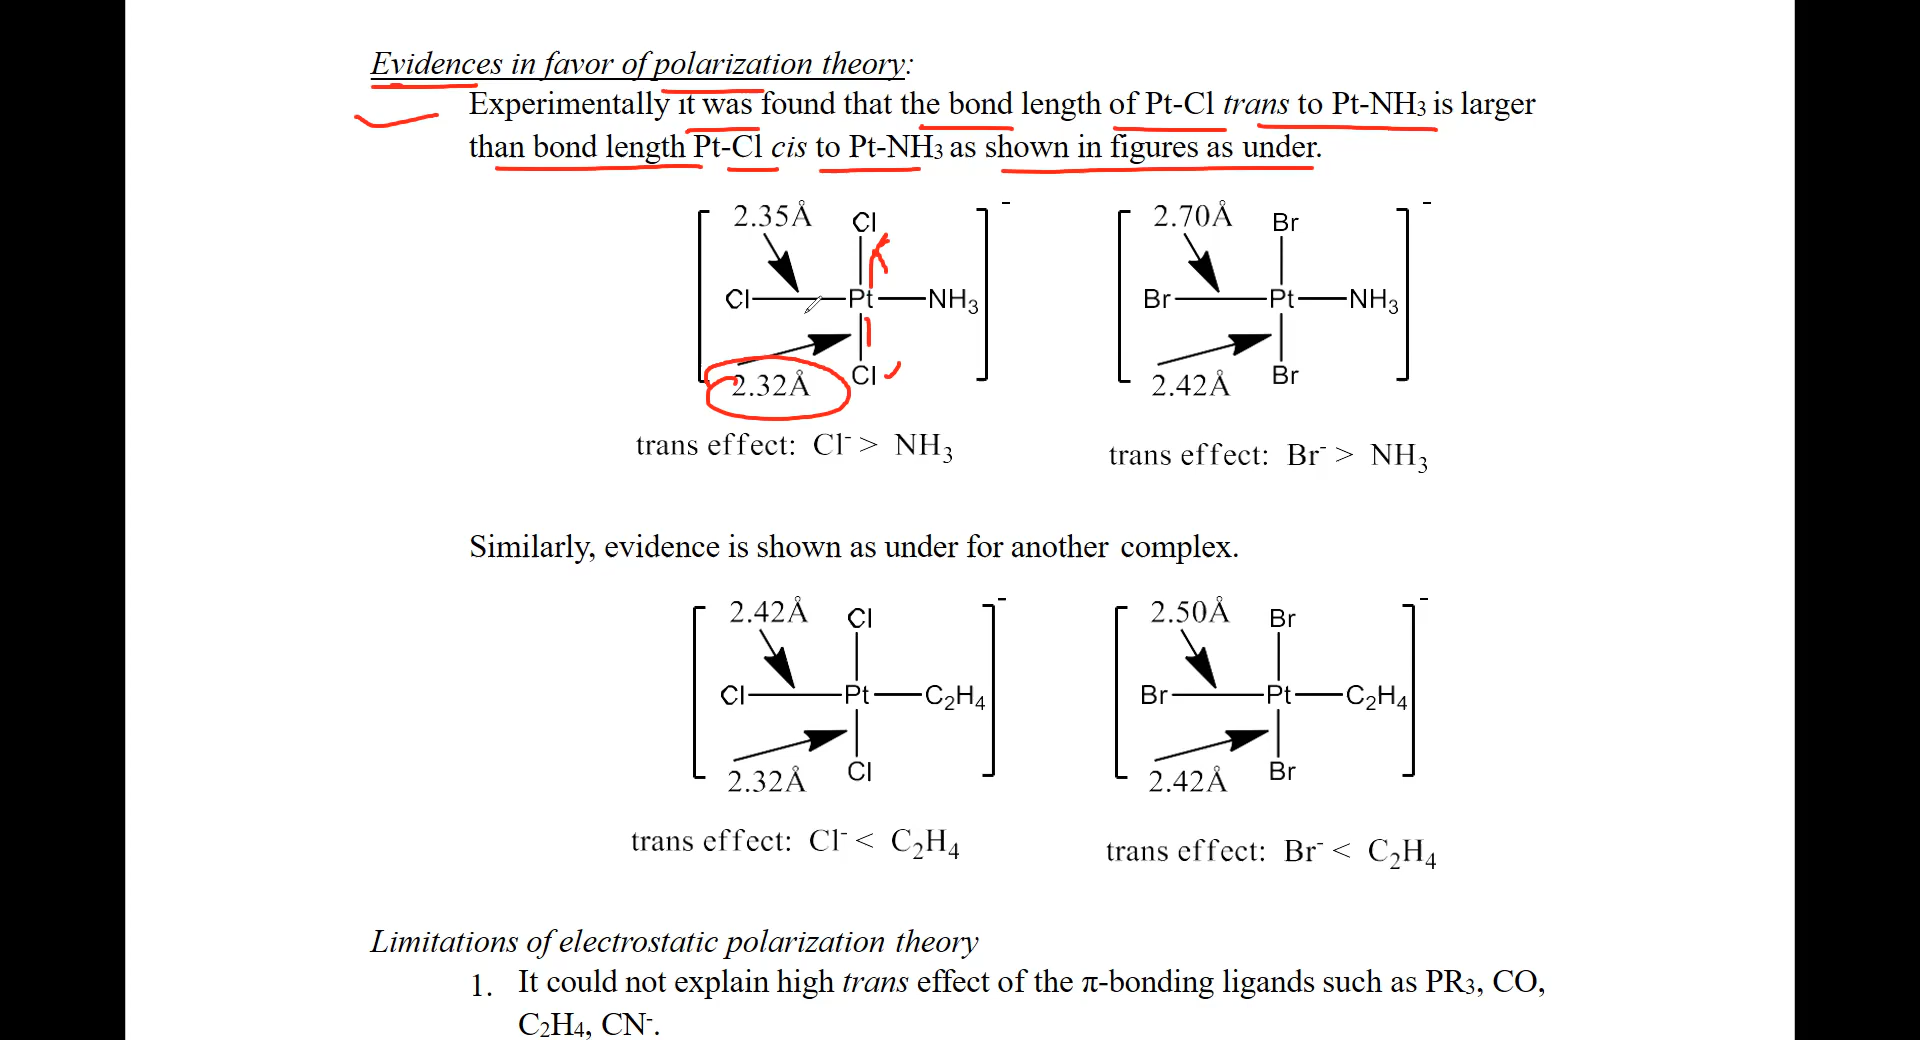 Evidences in favor of polarization theory:
Experimentally it was found that the bond length of Pt-Cl trans to Pt-NH3 is larger
than bond length Pt-Cl cis to Pt-NH3 as shown in figures as under.
2.35Å Cl -
Cl Pt NH3
2.32Å Cl
trans effect: Cl- > NH3
2.70Å Br -
Br Pt NH3
2.42Å Br
trans effect: Br- > NH3
Similarly, evidence is shown as under for another complex.
2.42Å Cl -
Cl Pt C2H4
2.32Å Cl
trans effect: Cl- < C2H4
2.50Å Br -
Br Pt C2H4
2.42Å Br
trans effect: Br- < C2H4
Limitations of electrostatic polarization theory
1. It could not explain high trans effect of the π-bonding ligands such as PR3, CO,
C2H4, CN-.